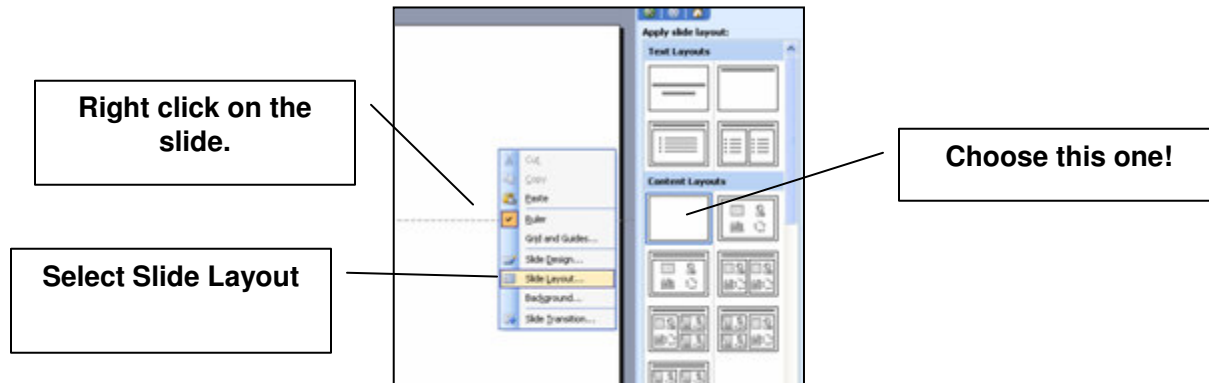 Right click on the
slide.
Select Slide Layout
Cut
Copy
Paste
Ruler
Grid and Guides...
Slide Design...
Slide Layout...
Background...
Slide Transition...
Apply slide layout:
Text Layouts
Content Layouts
Choose this one!